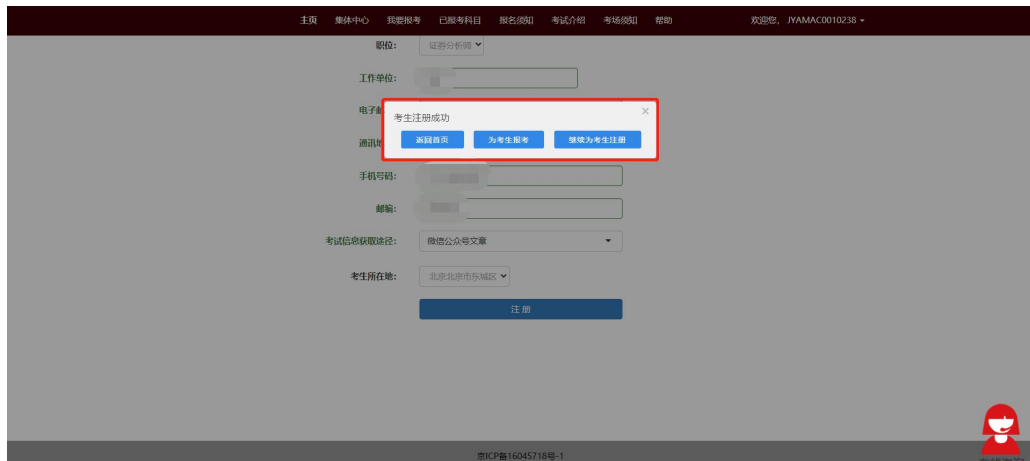 主页 集体中心 我要报考 已报考科目 报名须知 考试介绍 考场须知 帮助 欢迎您, JYAMAC0010238
职位: 证券分析师
工作单位:
电子邮
考生注册成功 ×
通讯地
返回首页 为考生报考 继续为考生注册
手机号码:
邮编:
考试信息获取途径: 微信公众号文章
考生所在地: 北京北京市东城区
注 册
京ICP备16045718号-1